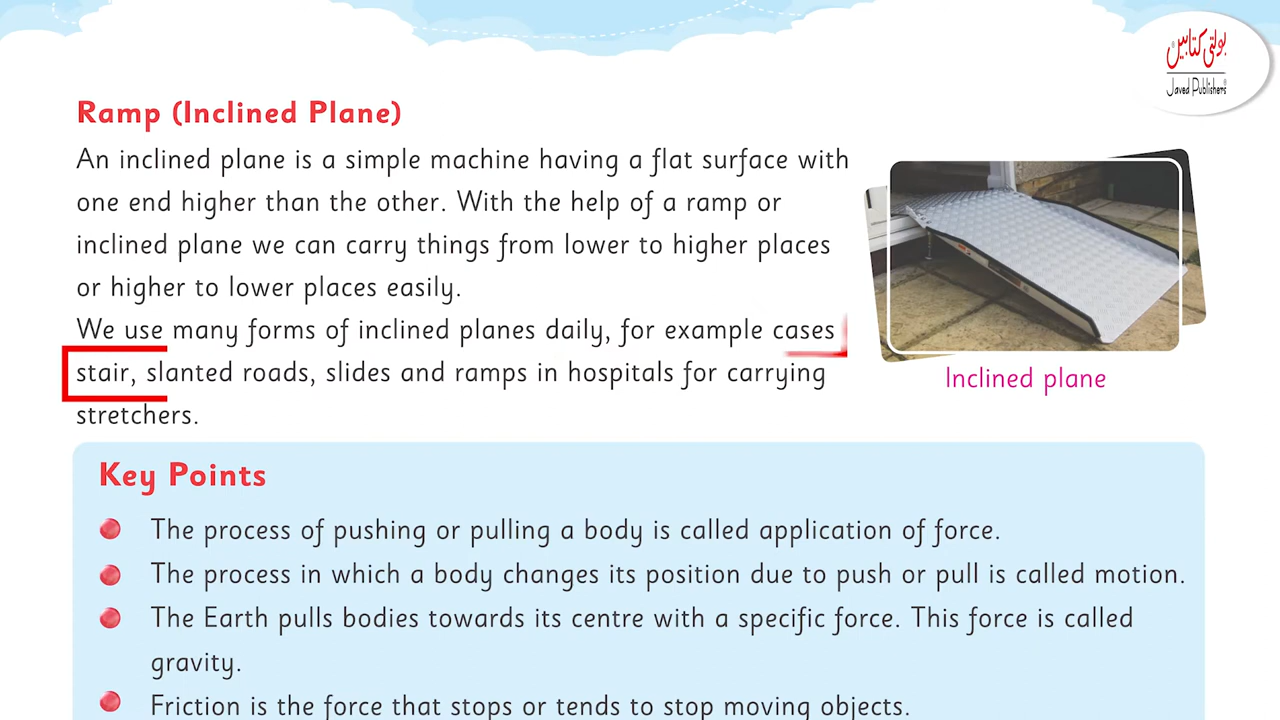 بولتی کتابیں
Javed Publishers
Ramp (Inclined Plane)
An inclined plane is a simple machine having a flat surface with
one end higher than the other. With the help of a ramp or
inclined plane we can carry things from lower to higher places
or higher to lower places easily.
We use many forms of inclined planes daily, for example cases
stair, slanted roads, slides and ramps in hospitals for carrying
stretchers.
Inclined plane
Key Points
The process of pushing or pulling a body is called application of force.
The process in which a body changes its position due to push or pull is called motion.
The Earth pulls bodies towards its centre with a specific force. This force is called
gravity.
Friction is the force that stops or tends to stop moving objects.